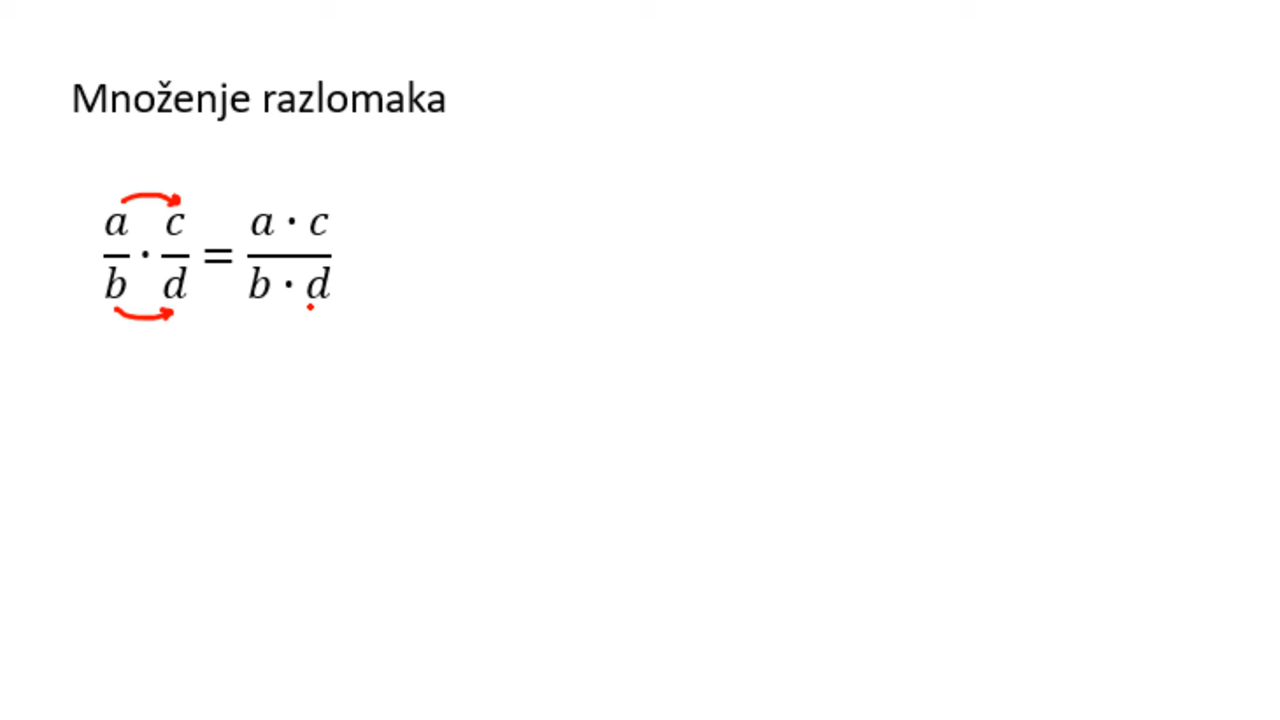 Množenje razlomaka
a/b · c/d = a · c/b · d